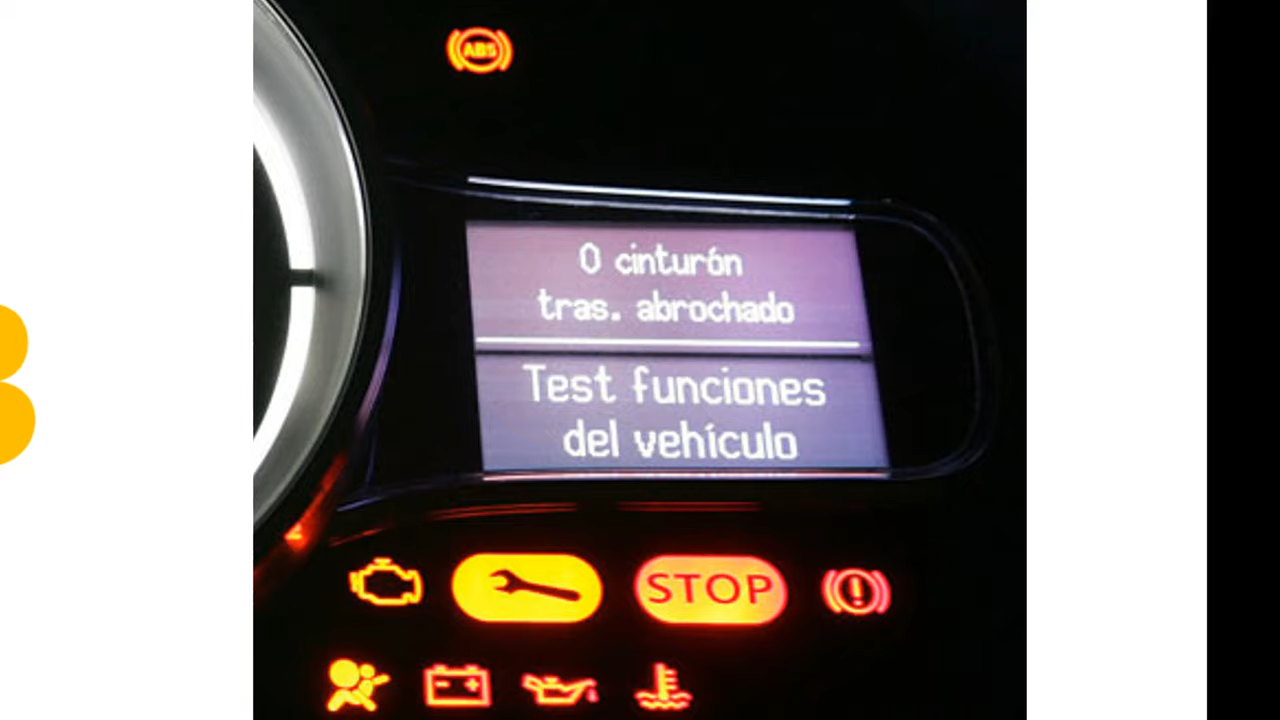 ABS
0 cinturón
tras. abrochado
Test funciones
del vehículo
STOP